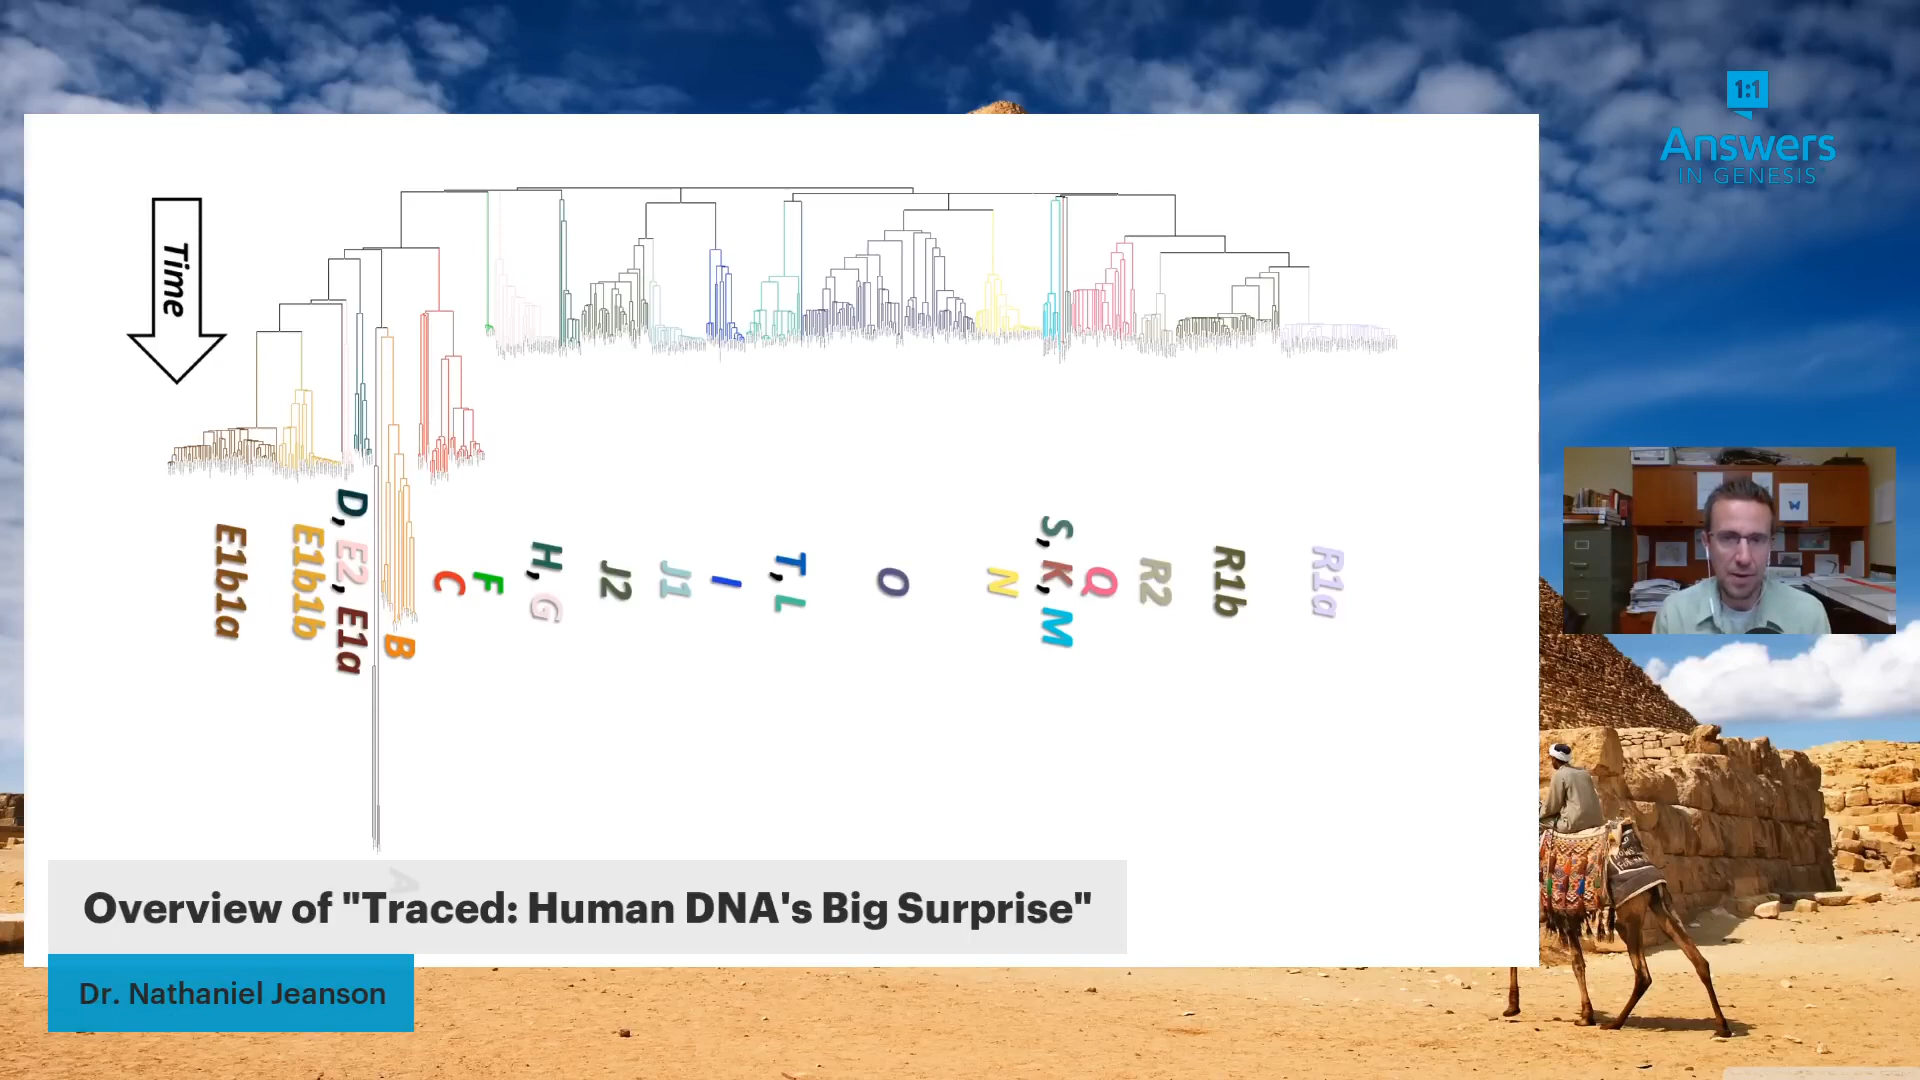 1:1
Answers
IN GENESIS
Time
E1b1a
E1b1b
D, E2, E1a
B
C
F
H, G
J2
J1
I
T, L
O
N
S, K, M
Q
R2
R1b
R1a
A
Overview of "Traced: Human DNA's Big Surprise"
Dr. Nathaniel Jeanson